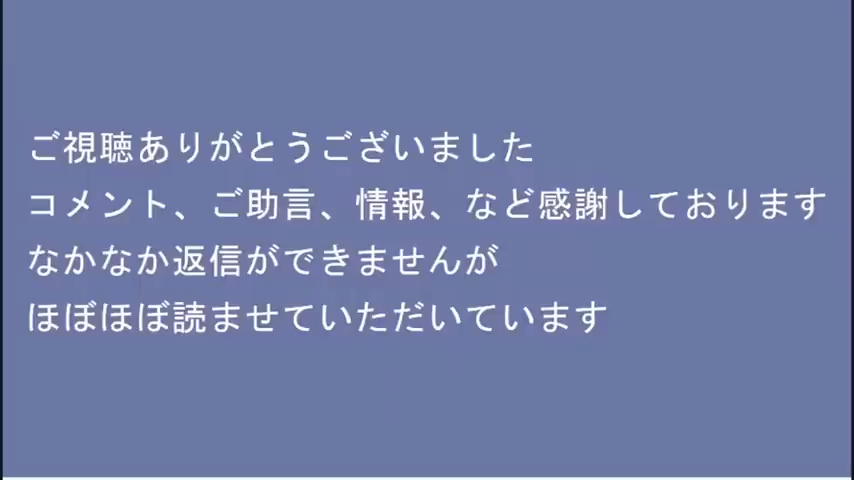 ご視聴ありがとうございました
コメント、ご助言、情報、など感謝しております
なかなか返信ができませんが
ほぼほぼ読ませていただいています